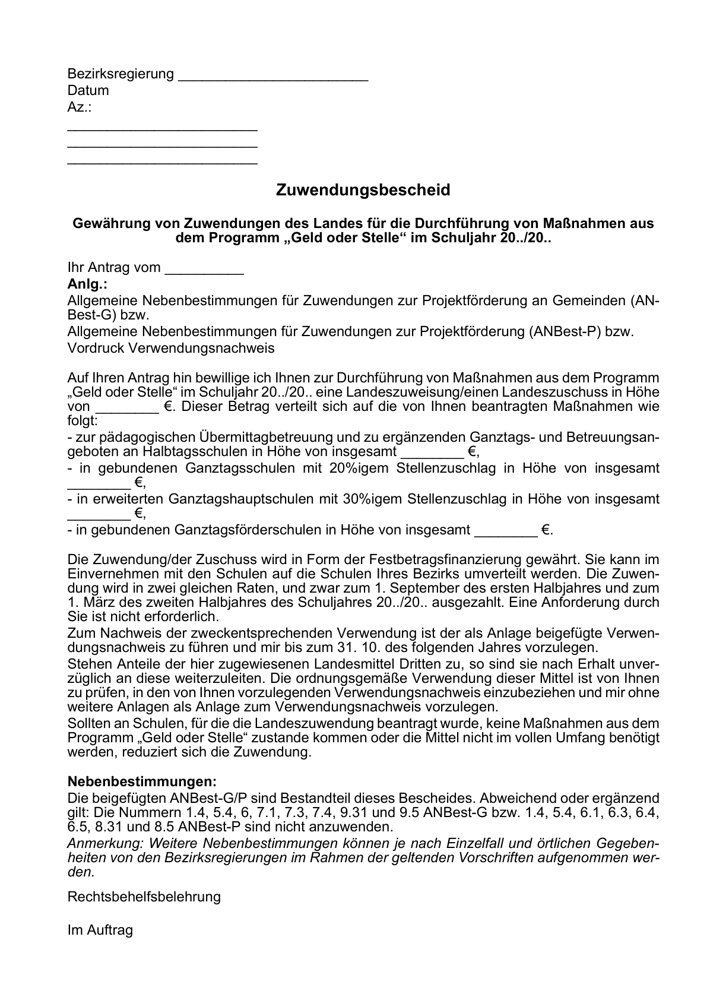 Bezirksregierung ________________________
Datum
Az.:
________________________
________________________
________________________
Zuwendungsbescheid
Gewährung von Zuwendungen des Landes für die Durchführung von Maßnahmen aus
dem Programm „Geld oder Stelle“ im Schuljahr 20../20..
Ihr Antrag vom __________
Anlg.:
Allgemeine Nebenbestimmungen für Zuwendungen zur Projektförderung an Gemeinden (AN-
Best-G) bzw.
Allgemeine Nebenbestimmungen für Zuwendungen zur Projektförderung (ANBest-P) bzw.
Vordruck Verwendungsnachweis
Auf Ihren Antrag hin bewillige ich Ihnen zur Durchführung von Maßnahmen aus dem Programm
„Geld oder Stelle“ im Schuljahr 20../20.. eine Landeszuweisung/einen Landeszuschuss in Höhe
von ________ €. Dieser Betrag verteilt sich auf die von Ihnen beantragten Maßnahmen wie
folgt:
- zur pädagogischen Übermittagbetreuung und zu ergänzenden Ganztags- und Betreuungsan-
geboten an Halbtagsschulen in Höhe von insgesamt ________ €,
- in gebundenen Ganztagsschulen mit 20%igem Stellenzuschlag in Höhe von insgesamt
________ €,
- in erweiterten Ganztagshauptschulen mit 30%igem Stellenzuschlag in Höhe von insgesamt
________ €,
- in gebundenen Ganztagsförderschulen in Höhe von insgesamt ________ €.
Die Zuwendung/der Zuschuss wird in Form der Festbetragsfinanzierung gewährt. Sie kann im
Einvernehmen mit den Schulen auf die Schulen Ihres Bezirks umverteilt werden. Die Zuwen-
dung wird in zwei gleichen Raten, und zwar zum 1. September des ersten Halbjahres und zum
1. März des zweiten Halbjahres des Schuljahres 20../20.. ausgezahlt. Eine Anforderung durch
Sie ist nicht erforderlich.
Zum Nachweis der zweckentsprechenden Verwendung ist der als Anlage beigefügte Verwen-
dungsnachweis zu führen und mir bis zum 31. 10. des folgenden Jahres vorzulegen.
Stehen Anteile der hier zugewiesenen Landesmittel Dritten zu, so sind sie nach Erhalt unver-
züglich an diese weiterzuleiten. Die ordnungsgemäße Verwendung dieser Mittel ist von Ihnen
zu prüfen, in den von Ihnen vorzulegenden Verwendungsnachweis einzubeziehen und mir ohne
weitere Anlagen als Anlage zum Verwendungsnachweis vorzulegen.
Sollten an Schulen, für die die Landeszuwendung beantragt wurde, keine Maßnahmen aus dem
Programm „Geld oder Stelle“ zustande kommen oder die Mittel nicht im vollen Umfang benötigt
werden, reduziert sich die Zuwendung.
Nebenbestimmungen:
Die beigefügten ANBest-G/P sind Bestandteil dieses Bescheides. Abweichend oder ergänzend
gilt: Die Nummern 1.4, 5.4, 6, 7.1, 7.3, 7.4, 9.31 und 9.5 ANBest-G bzw. 1.4, 5.4, 6.1, 6.3, 6.4,
6.5, 8.31 und 8.5 ANBest-P sind nicht anzuwenden.
Anmerkung: Weitere Nebenbestimmungen können je nach Einzelfall und örtlichen Gegeben-
heiten von den Bezirksregierungen im Rahmen der geltenden Vorschriften aufgenommen wer-
den.
Rechtsbehelfsbelehrung
Im Auftrag